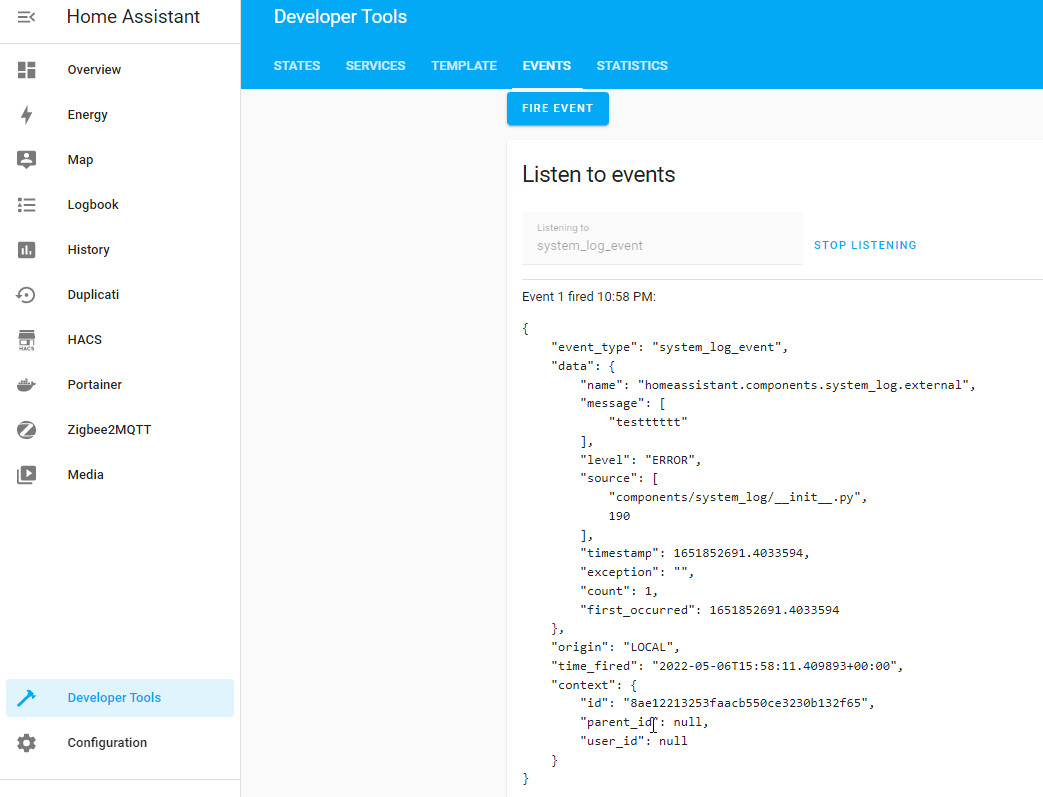 Home Assistant
Developer Tools
STATES SERVICES TEMPLATE EVENTS STATISTICS
Overview
Energy
Map
Logbook
History
Duplicati
HACS
HACS
Portainer
Zigbee2MQTT
Media
Developer Tools
Configuration
FIRE EVENT
Listen to events
Listening to
system_log_event
STOP LISTENING
Event 1 fired 10:58 PM:
{
    "event_type": "system_log_event",
    "data": {
        "name": "homeassistant.components.system_log.external",
        "message": [
            "testttttt"
        ],
        "level": "ERROR",
        "source": [
            "components/system_log/__init__.py",
            190
        ],
        "timestamp": 1651852691.4033594,
        "exception": "",
        "count": 1,
        "first_occurred": 1651852691.4033594
    },
    "origin": "LOCAL",
    "time_fired": "2022-05-06T15:58:11.409893+00:00",
    "context": {
        "id": "8ae12213253faacb550ce3230b132f65",
        "parent_id": null,
        "user_id": null
    }
}